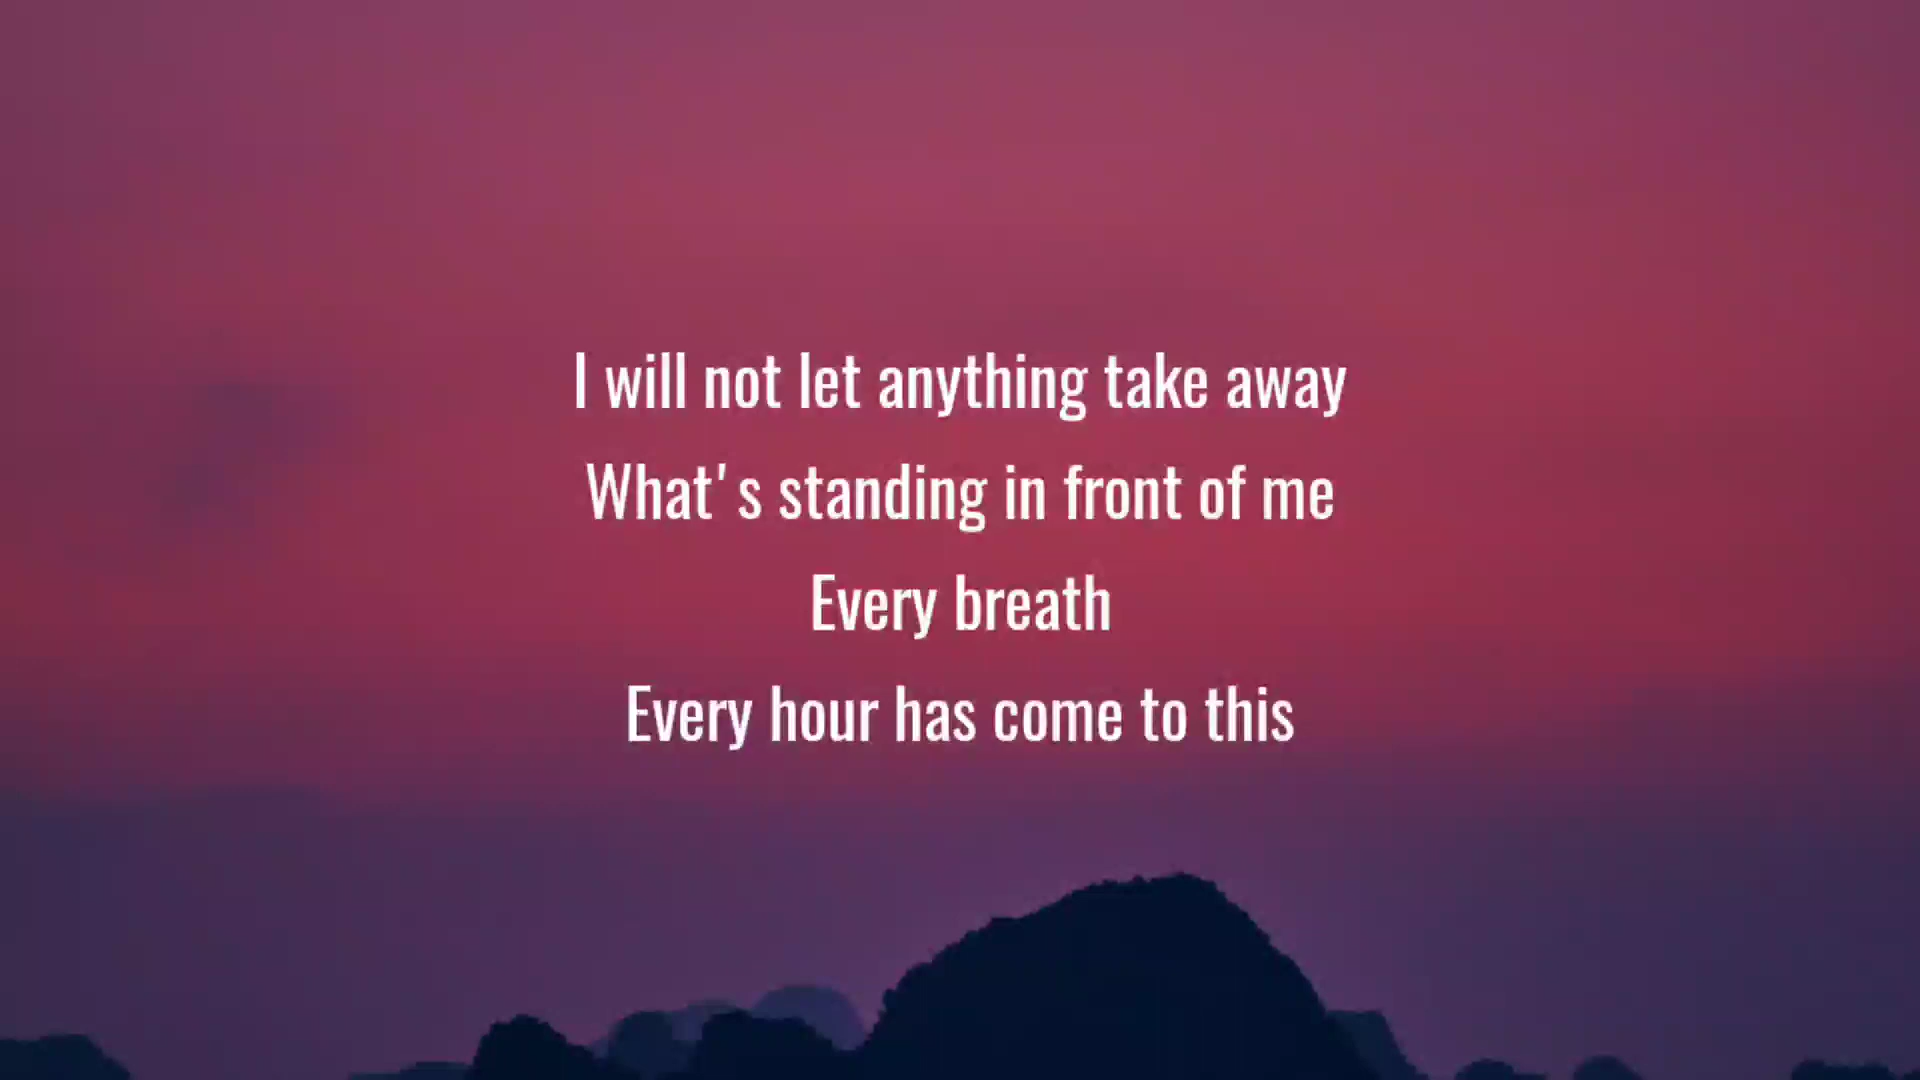 I will not let anything take away
What's standing in front of me
Every breath
Every hour has come to this